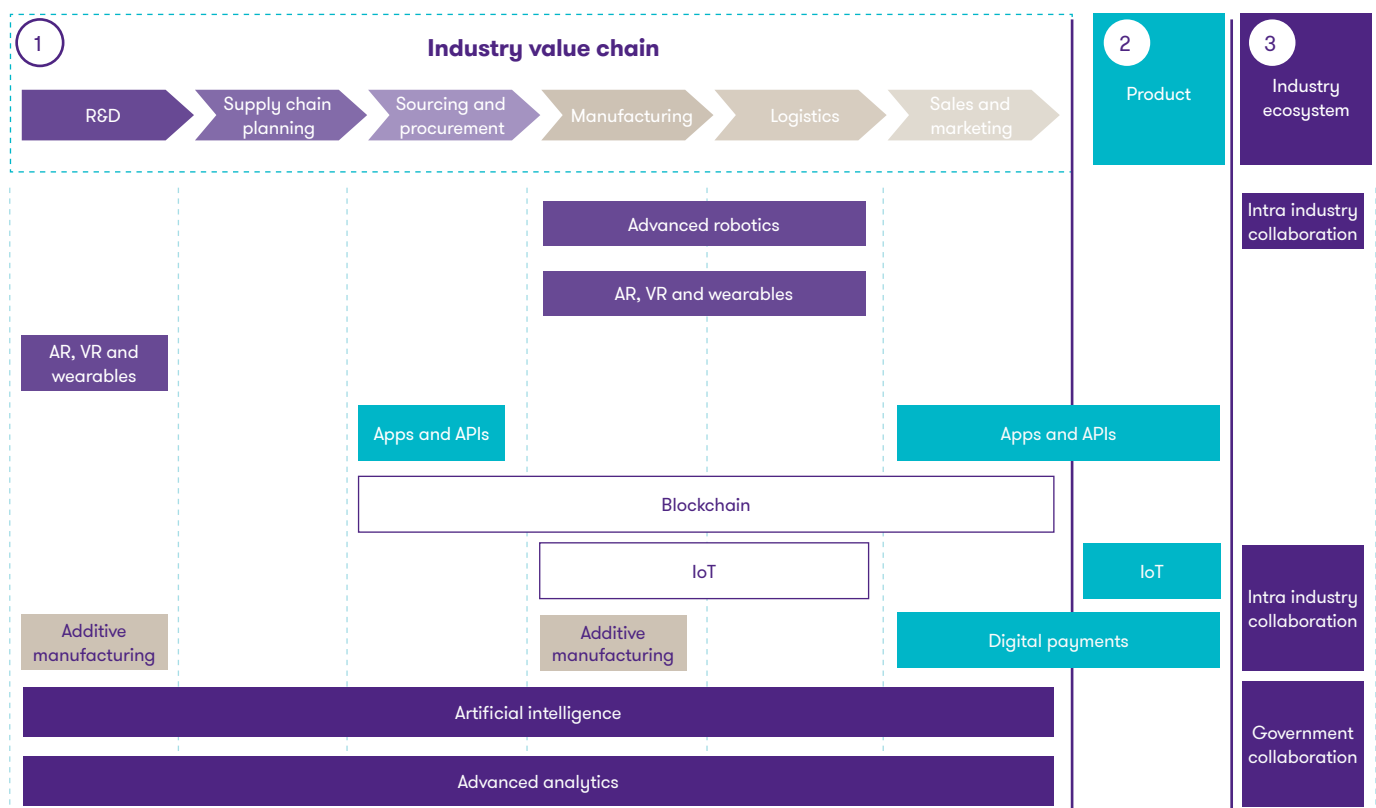 1
Industry value chain
2
Product
3
Industry
ecosystem
R&D
Supply chain
planning
Sourcing and
procurement
Manufacturing
Logistics
Sales and
marketing
Advanced robotics
Intra industry
collaboration
AR, VR and wearables
AR, VR and
wearables
Apps and APIs
Apps and APIs
Blockchain
IoT
IoT
Intra industry
collaboration
Additive
manufacturing
Additive
manufacturing
Digital payments
Artificial intelligence
Government
collaboration
Advanced analytics